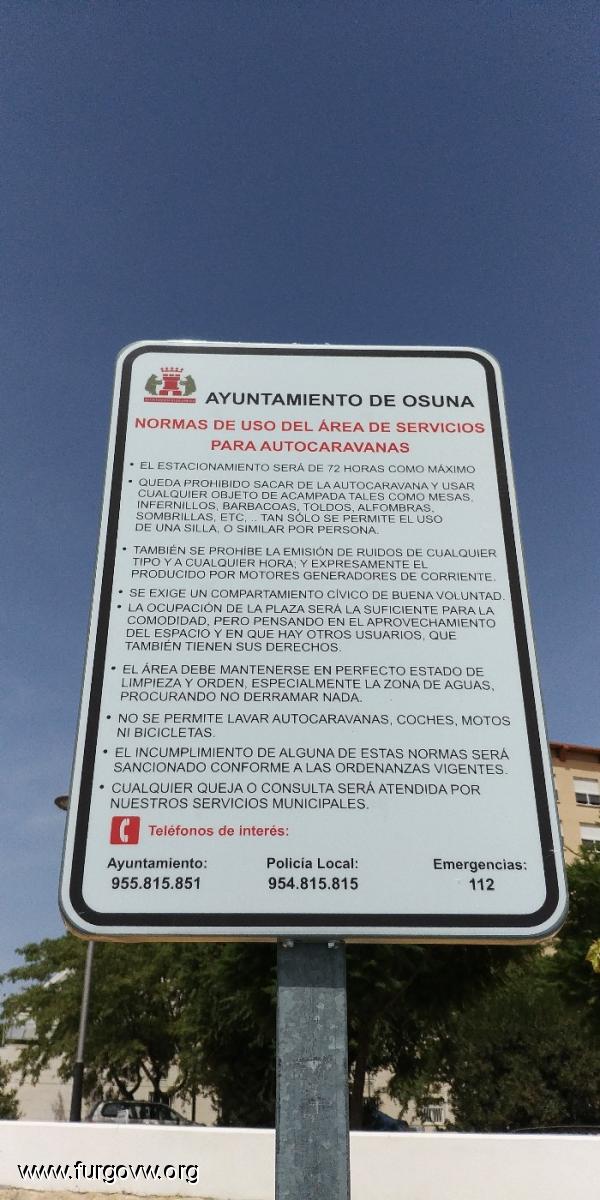 AYUNTAMIENTO DE OSUNA
NORMAS DE USO DEL ÁREA DE SERVICIOS
PARA AUTOCARAVANAS
• EL ESTACIONAMIENTO SERÁ DE 72 HORAS COMO MÁXIMO
• QUEDA PROHIBIDO SACAR DE LA AUTOCARAVANA Y USAR
CUALQUIER OBJETO DE ACAMPADA TALES COMO MESAS,
INFERNILLOS, BARBACOAS, TOLDOS, ALFOMBRAS,
SOMBRILLAS, ETC, .. TAN SÓLO SE PERMITE EL USO
DE UNA SILLA, O SIMILAR POR PERSONA.
• TAMBIÉN SE PROHÍBE LA EMISIÓN DE RUIDOS DE CUALQUIER
TIPO Y A CUALQUIER HORA; Y EXPRESAMENTE EL
PRODUCIDO POR MOTORES GENERADORES DE CORRIENTE.
• SE EXIGE UN COMPARTAMIENTO CÍVICO DE BUENA VOLUNTAD.
• LA OCUPACIÓN DE LA PLAZA SERÁ LA SUFICIENTE PARA LA
COMODIDAD, PERO PENSANDO EN EL APROVECHAMIENTO
DEL ESPACIO Y EN QUE HAY OTROS USUARIOS, QUE
TAMBIÉN TIENEN SUS DERECHOS.
• EL ÁREA DEBE MANTENERSE EN PERFECTO ESTADO DE
LIMPIEZA Y ORDEN, ESPECIALMENTE LA ZONA DE AGUAS,
PROCURANDO NO DERRAMAR NADA.
• NO SE PERMITE LAVAR AUTOCARAVANAS, COCHES, MOTOS
NI BICICLETAS.
• EL INCUMPLIMIENTO DE ALGUNA DE ESTAS NORMAS SERÁ
SANCIONADO CONFORME A LAS ORDENANZAS VIGENTES.
• CUALQUIER QUEJA O CONSULTA SERÁ ATENDIDA POR
NUESTROS SERVICIOS MUNICIPALES.
Teléfonos de interés:
Ayuntamiento: Policía Local: Emergencias:
955.815.851 954.815.815 112
www.furgovw.org